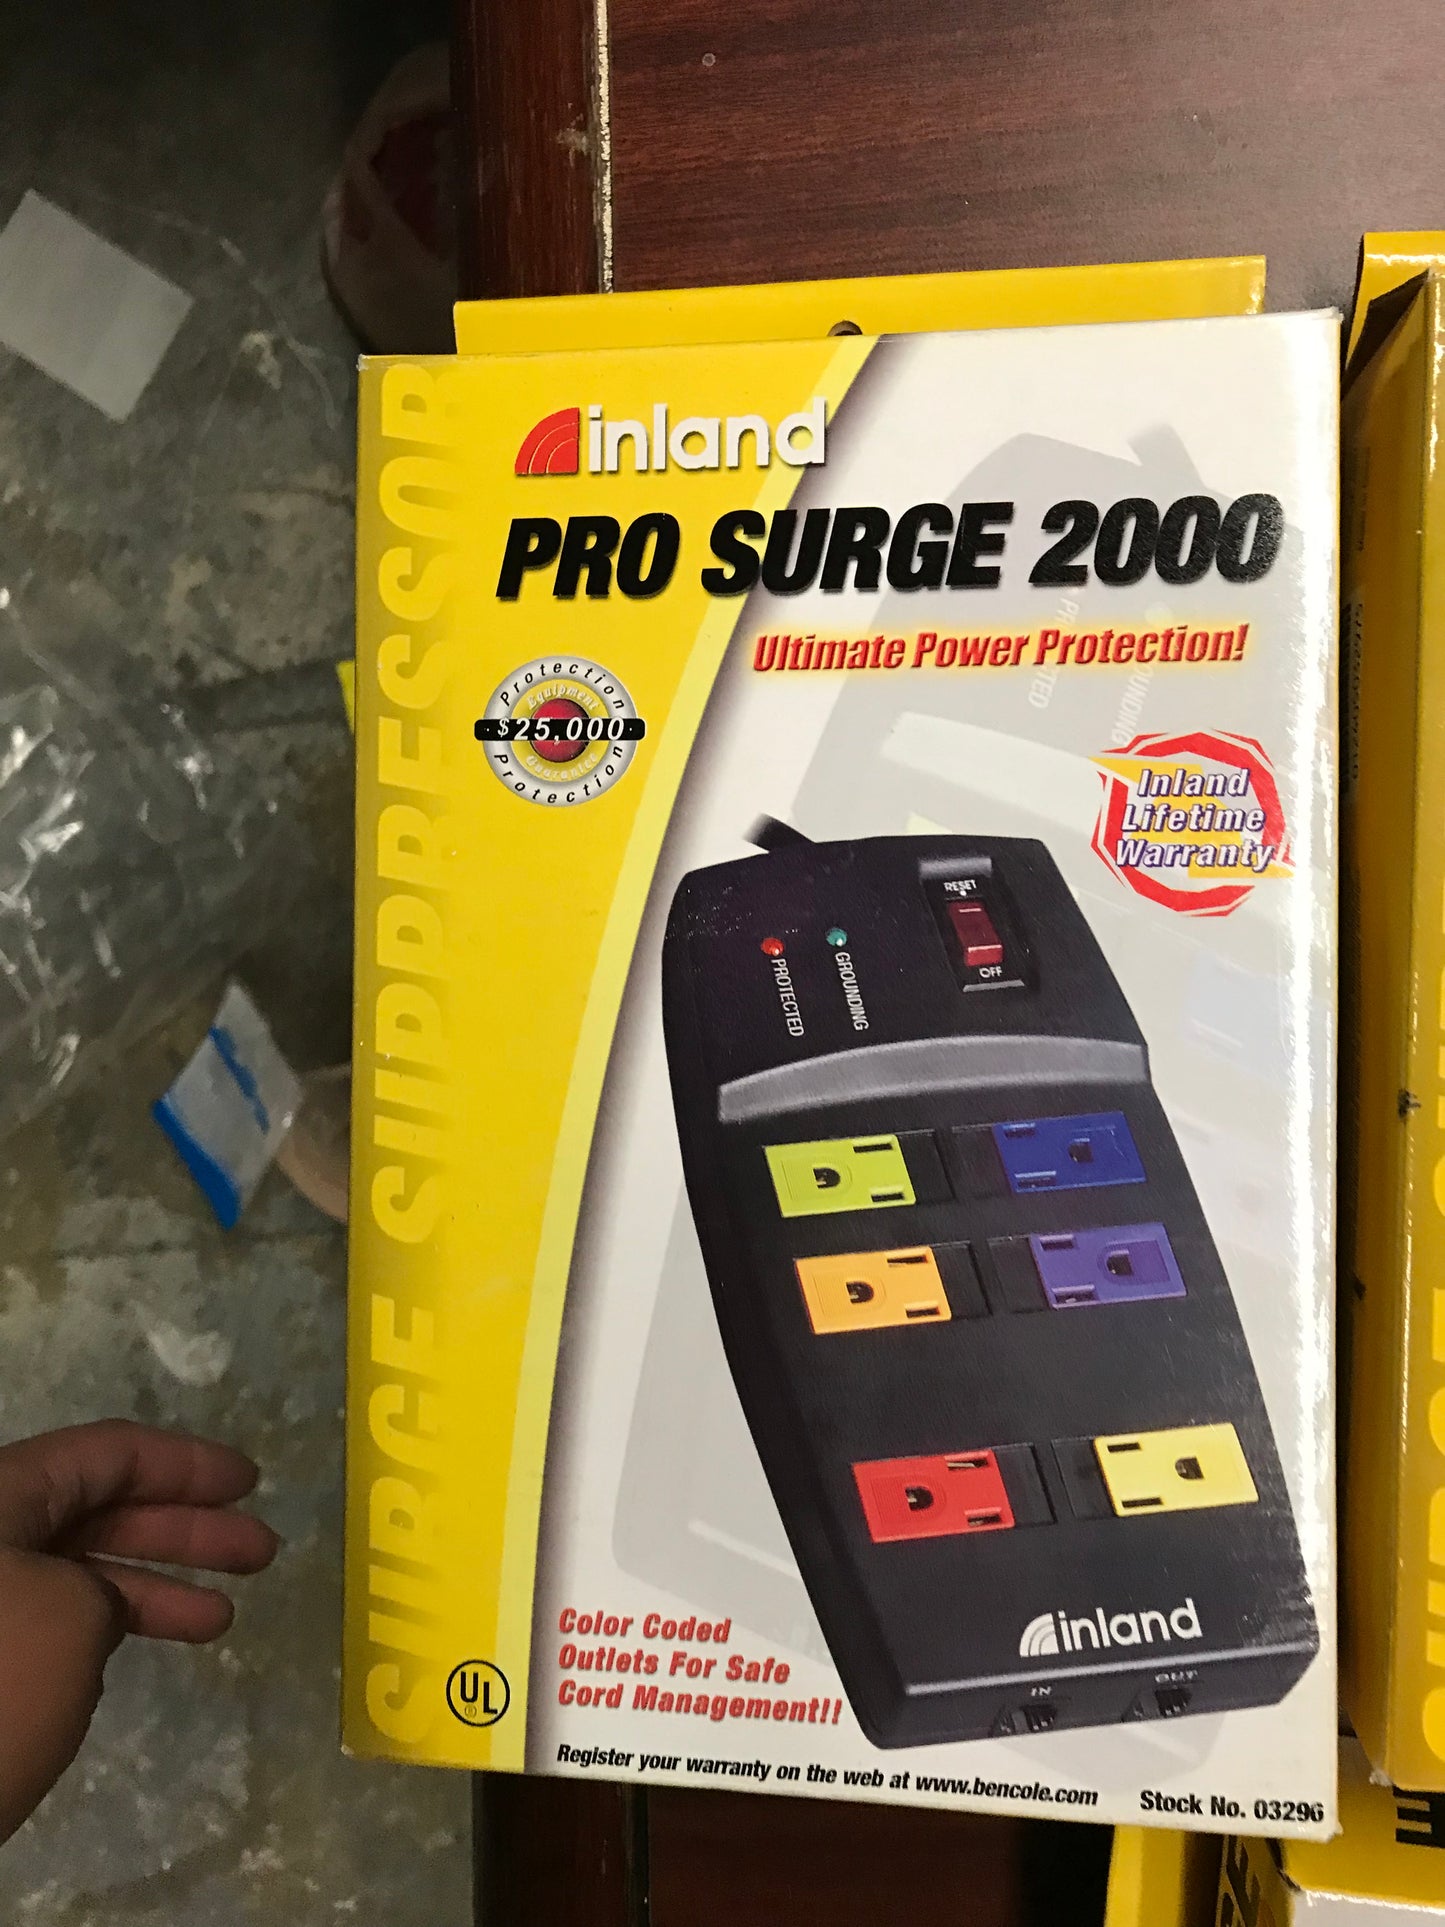 inland
PRO SURGE 2000
Ultimate Power Protection!
Protection
Equipment
$25,000
Guarantee
Protection
Inland
Lifetime
Warranty
SURGE SUPPRESSOR
RESET
OFF
PROTECTED
GROUNDING
PROTECTED
GROUNDING
inland
IN
OUT
Color Coded
Outlets For Safe
Cord Management!!
UL
®
Register your warranty on the web at www.bencole.com
Stock No. 03296